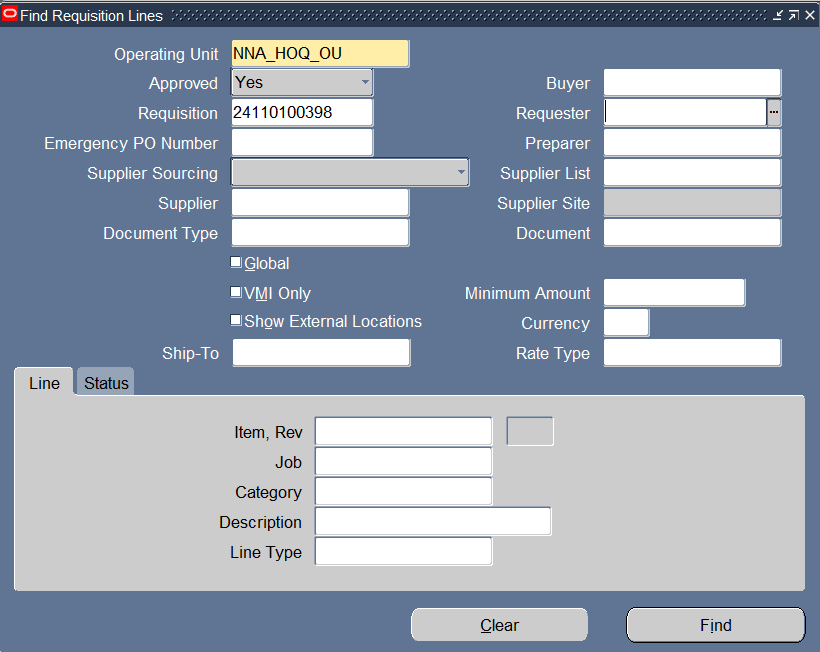 Find Requisition Lines
Operating Unit NNA_HOQ_OU
Approved Yes Buyer
Requisition 24110100398 Requester ...
Emergency PO Number Preparer
Supplier Sourcing Supplier List
Supplier Supplier Site
Document Type Document
Global
VMI Only Minimum Amount
Show External Locations Currency
Ship-To Rate Type
Line Status
Item, Rev
Job
Category
Description
Line Type
Clear Find